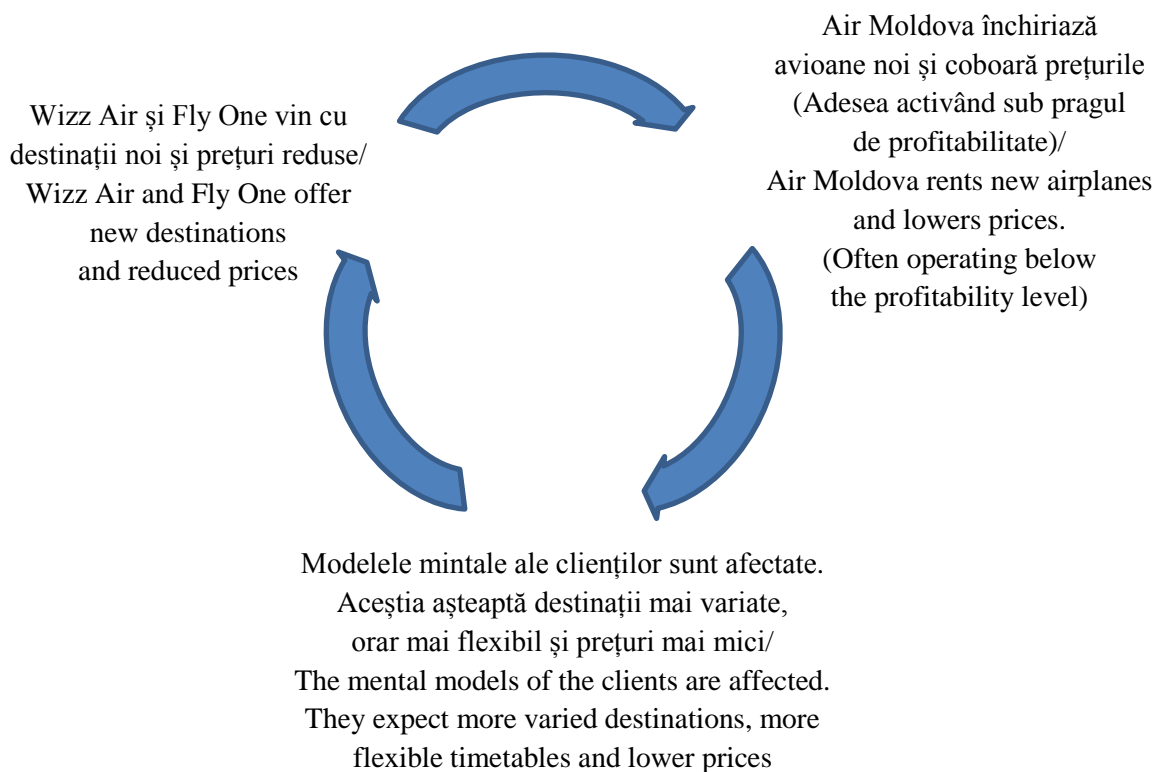 Wizz Air și Fly One vin cu
destinații noi și prețuri reduse/
Wizz Air and Fly One offer
new destinations
and reduced prices
Air Moldova închiriază
avioane noi și coboară prețurile
(Adesea activând sub pragul
de profitabilitate)/
Air Moldova rents new airplanes
and lowers prices.
(Often operating below
the profitability level)
Modelele mintale ale clienților sunt afectate.
Aceștia așteaptă destinații mai variate,
orar mai flexibil și prețuri mai mici/
The mental models of the clients are affected.
They expect more varied destinations, more
flexible timetables and lower prices